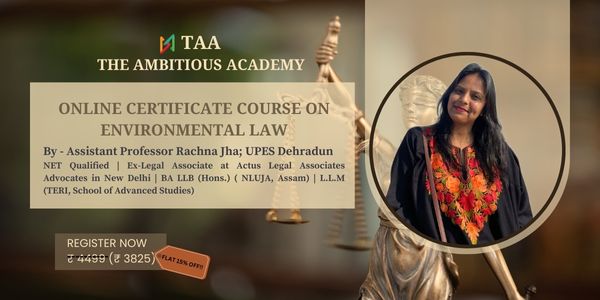 TAA
THE AMBITIOUS ACADEMY
ONLINE CERTIFICATE COURSE ON
ENVIRONMENTAL LAW
By - Assistant Professor Rachna Jha; UPES Dehradun
NET Qualified | Ex-Legal Associate at Actus Legal Associates
Advocates in New Delhi | BA LLB (Hons.) ( NLUJA, Assam) | L.L.M
(TERI, School of Advanced Studies)
REGISTER NOW
₹ 4499 (₹ 3825)
FLAT 15% OFF!!